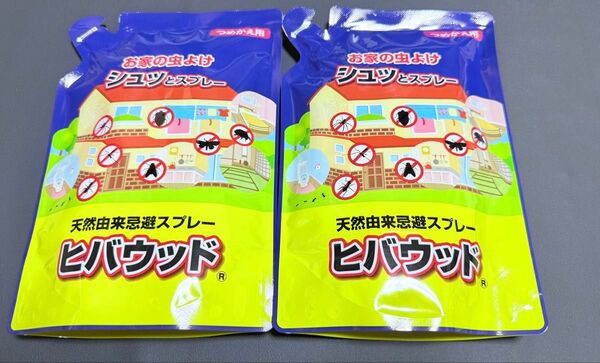 つめかえ用
お家の虫よけ
シュッとスプレー
天然由来忌避スプレー
ヒバウッド®
つめかえ用
お家の虫よけ
シュッとスプレー
天然由来忌避スプレー
ヒバウッド®